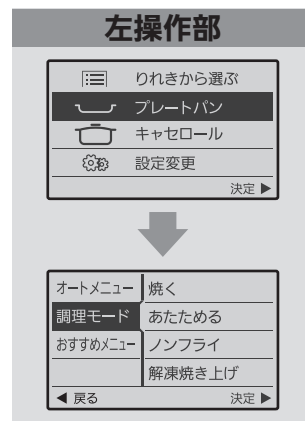 左操作部
りれきから選ぶ
プレートパン
キャセロール
設定変更
決定 ▶
オートメニュー 焼く
調理モード あたためる
おすすめメニュー ノンフライ
解凍焼き上げ
◀ 戻る 決定 ▶